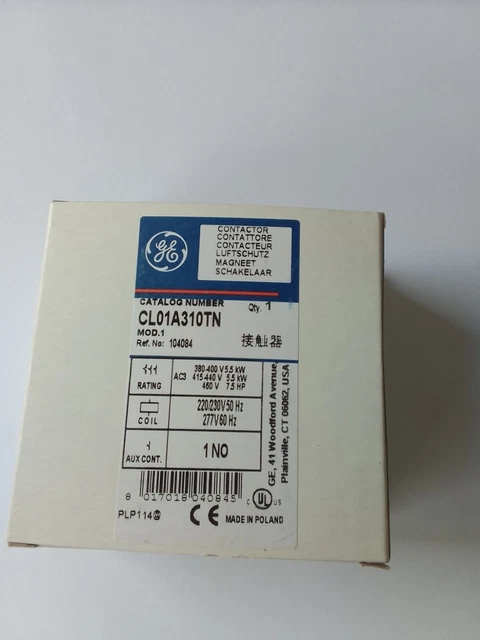 GE
CONTACTOR
CONTATTORE
CONTACTEUR
LUFTSCHUTZ
MAGNEET
SCHAKELAAR
CATALOG NUMBER
Qty. 1
CL01A310TN
MOD.1
Ref. No: 104084
接触器
RATING
AC3
380-400 V 5.5 kW
415-440 V 5.5 kW
460 V 7.5 HP
COIL
220/230V 50 Hz
277V 60 Hz
AUX CONT.
1 NO
GE, 41 Woodford Avenue,
Plainville, CT 06062, USA
8 017018 040845
C UL US
PLP114@
CE
MADE IN POLAND